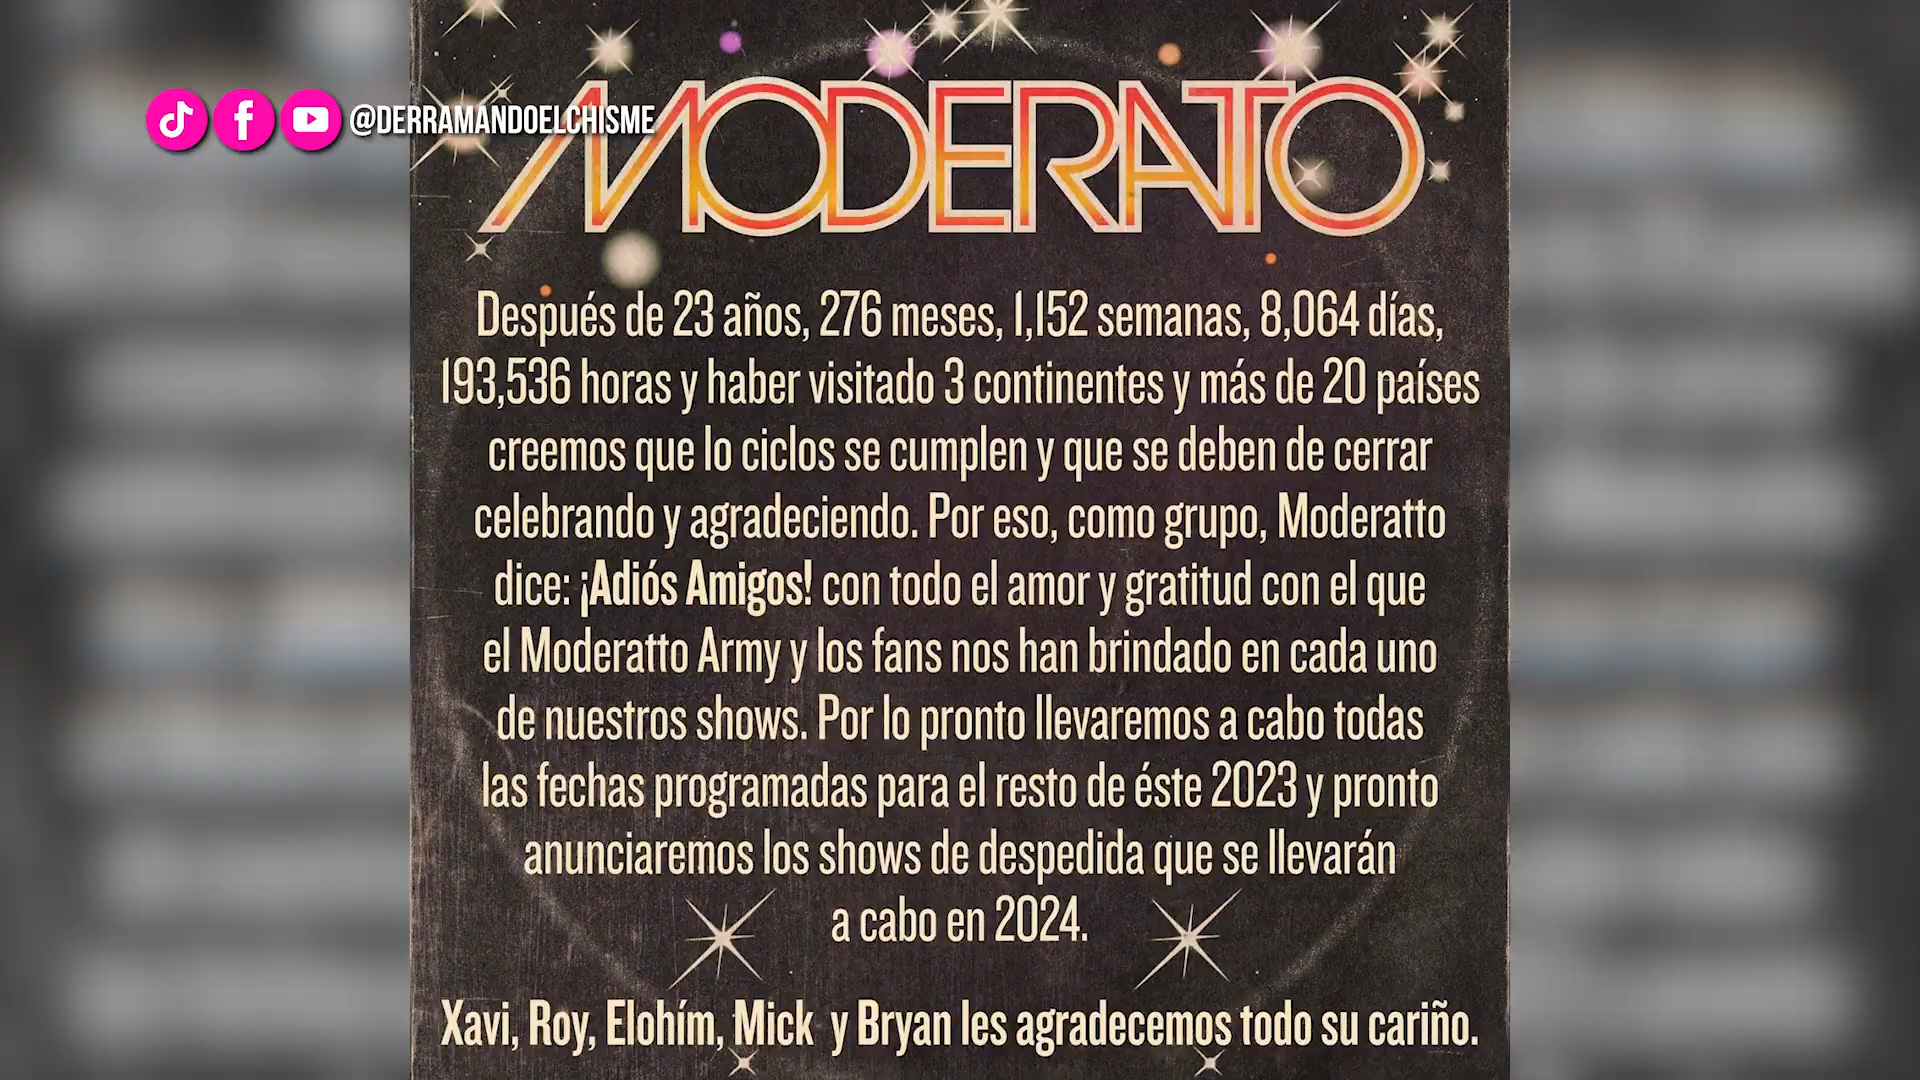 @DERRAMANDOELCHISME
MODERATTO
Después de 23 años, 276 meses, 1,152 semanas, 8,064 días,
193,536 horas y haber visitado 3 continentes y más de 20 países
creemos que lo ciclos se cumplen y que se deben de cerrar
celebrando y agradeciendo. Por eso, como grupo, Moderatto
dice: ¡Adiós Amigos! con todo el amor y gratitud con el que
el Moderatto Army y los fans nos han brindado en cada uno
de nuestros shows. Por lo pronto llevaremos a cabo todas
las fechas programadas para el resto de éste 2023 y pronto
anunciaremos los shows de despedida que se llevarán
a cabo en 2024.
Xavi, Roy, Elohím, Mick y Bryan les agradecemos todo su cariño.